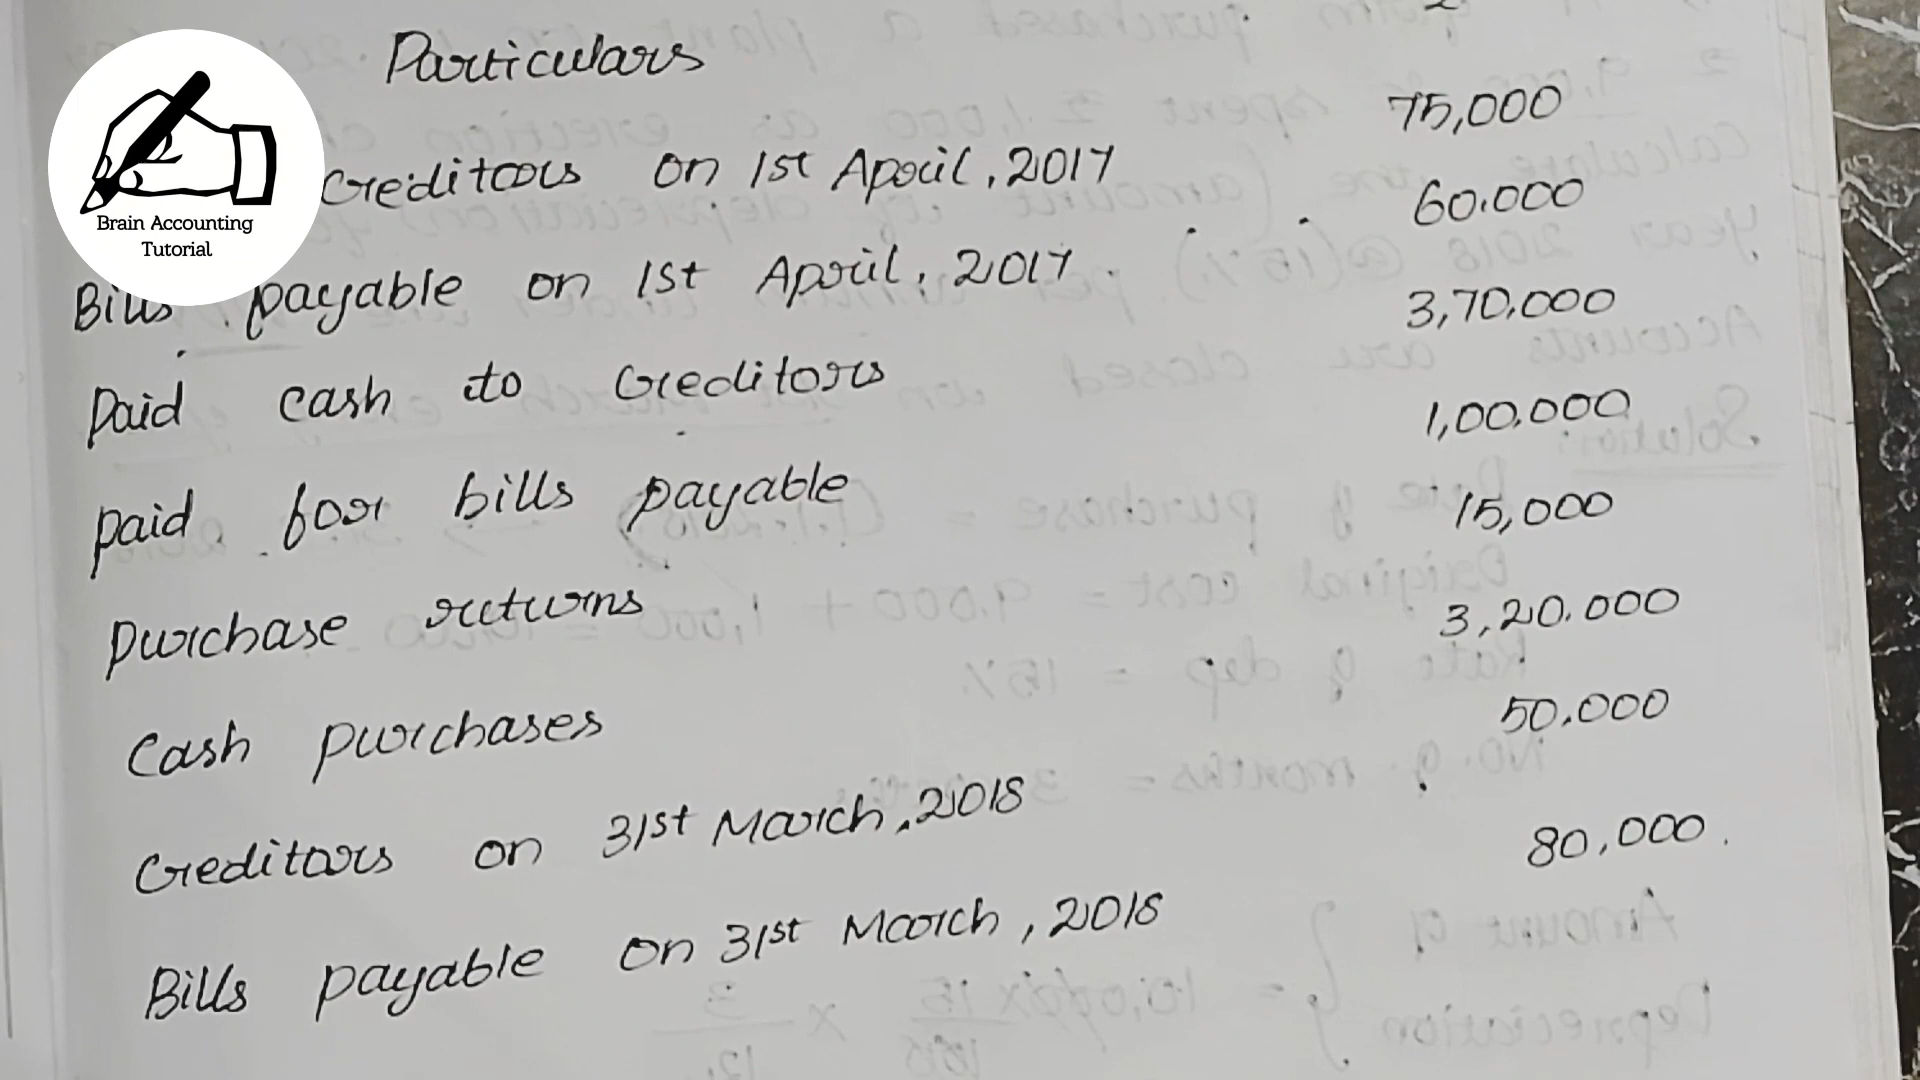 Particulars
Brain Accounting
Tutorial
Creditors on 1st April, 2017 75,000
Bills payable on 1st April, 2017 60.000
Paid cash to Creditors 3,70,000
paid for bills payable 1,00,000
purchase returns 15,000
Cash purchases 3,20.000
Creditors on 31st March, 2018 50.000
Bills payable on 31st March, 2018 80,000.